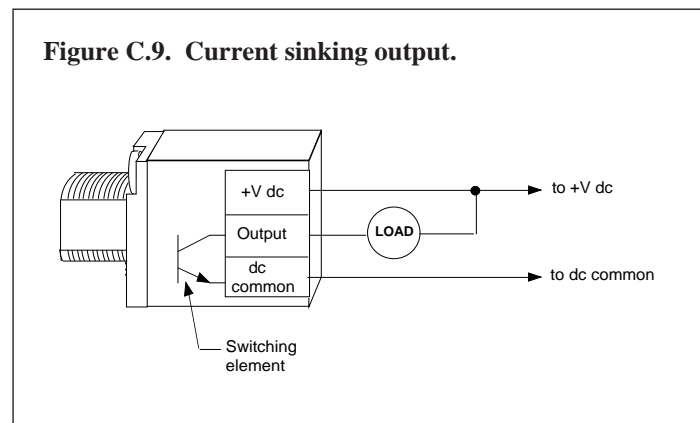 Figure C.9. Current sinking output.
+V dc
to +V dc
Output
LOAD
dc
common
to dc common
Switching
element